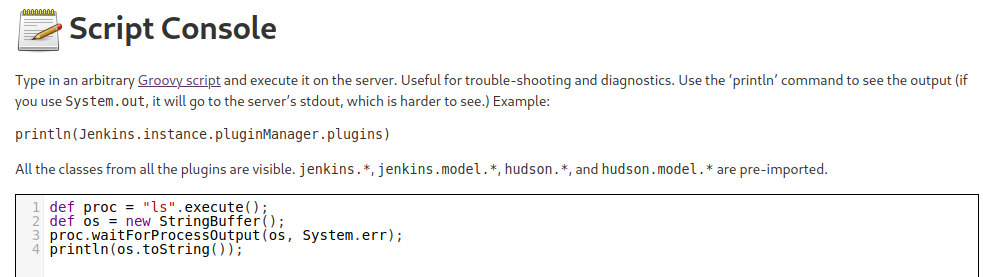 Script Console
Type in an arbitrary Groovy script and execute it on the server. Useful for trouble-shooting and diagnostics. Use the ‘println’ command to see the output (if
you use System.out, it will go to the server’s stdout, which is harder to see.) Example:
println(Jenkins.instance.pluginManager.plugins)
All the classes from all the plugins are visible. jenkins.*, jenkins.model.*, hudson.*, and hudson.model.* are pre-imported.
1 def proc = "ls".execute();
2 def os = new StringBuffer();
3 proc.waitForProcessOutput(os, System.err);
4 println(os.toString());